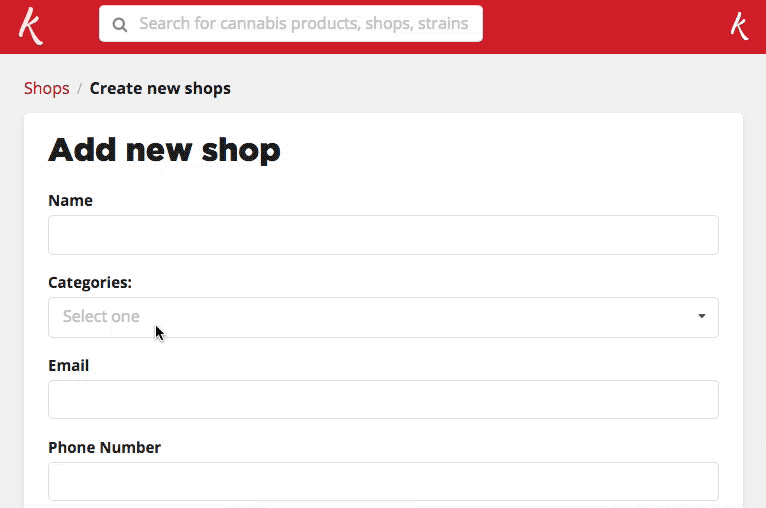 K
Search for cannabis products, shops, strains
K
Shops / Create new shops
Add new shop
Name
Categories:
Select one
Email
Phone Number